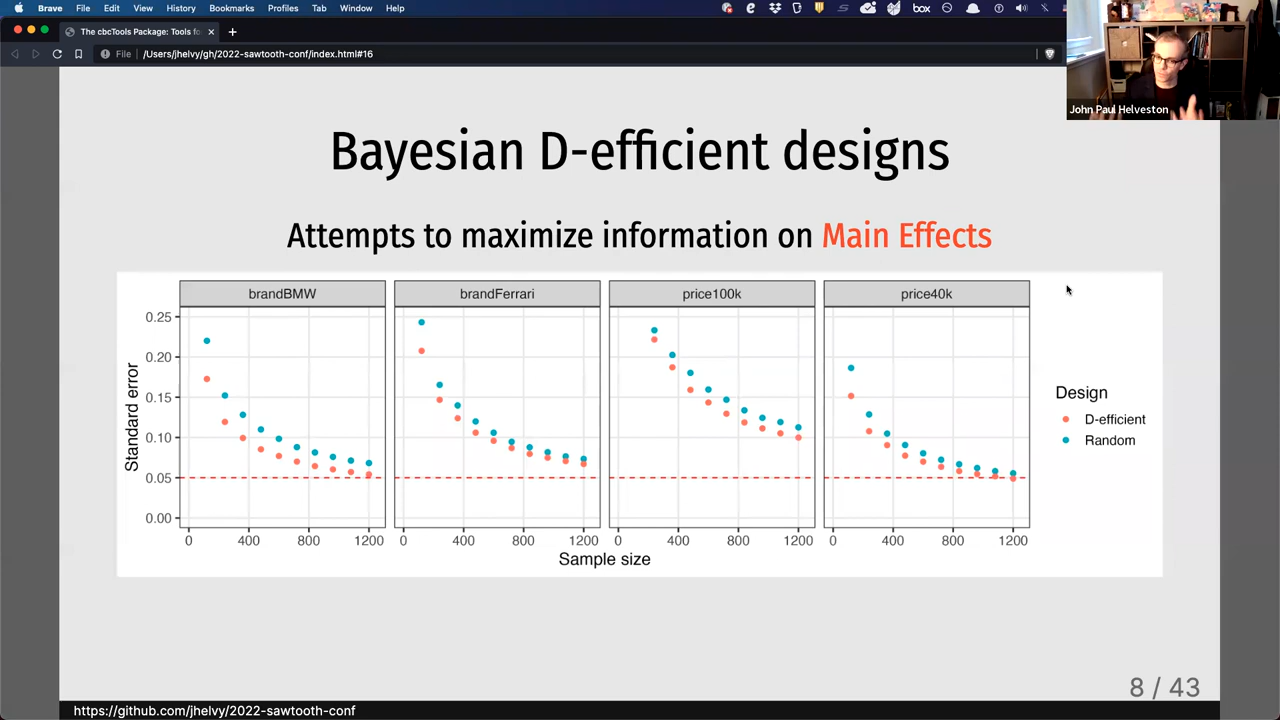 Brave File Edit View History Bookmarks Profiles Tab Window Help
box
The cbcTools Package: Tools fo
File /Users/jhelvy/gh/2022-sawtooth-conf/index.html#16
John Paul Helveston
Bayesian D-efficient designs
Attempts to maximize information on Main Effects
brandBMW brandFerrari price100k price40k
Standard error
0.25
0.20
0.15
0.10
0.05
0.00
0 400 800 1200 0 400 800 1200 0 400 800 1200 0 400 800 1200
Sample size
Design
D-efficient
Random
8 / 43
https://github.com/jhelvy/2022-sawtooth-conf